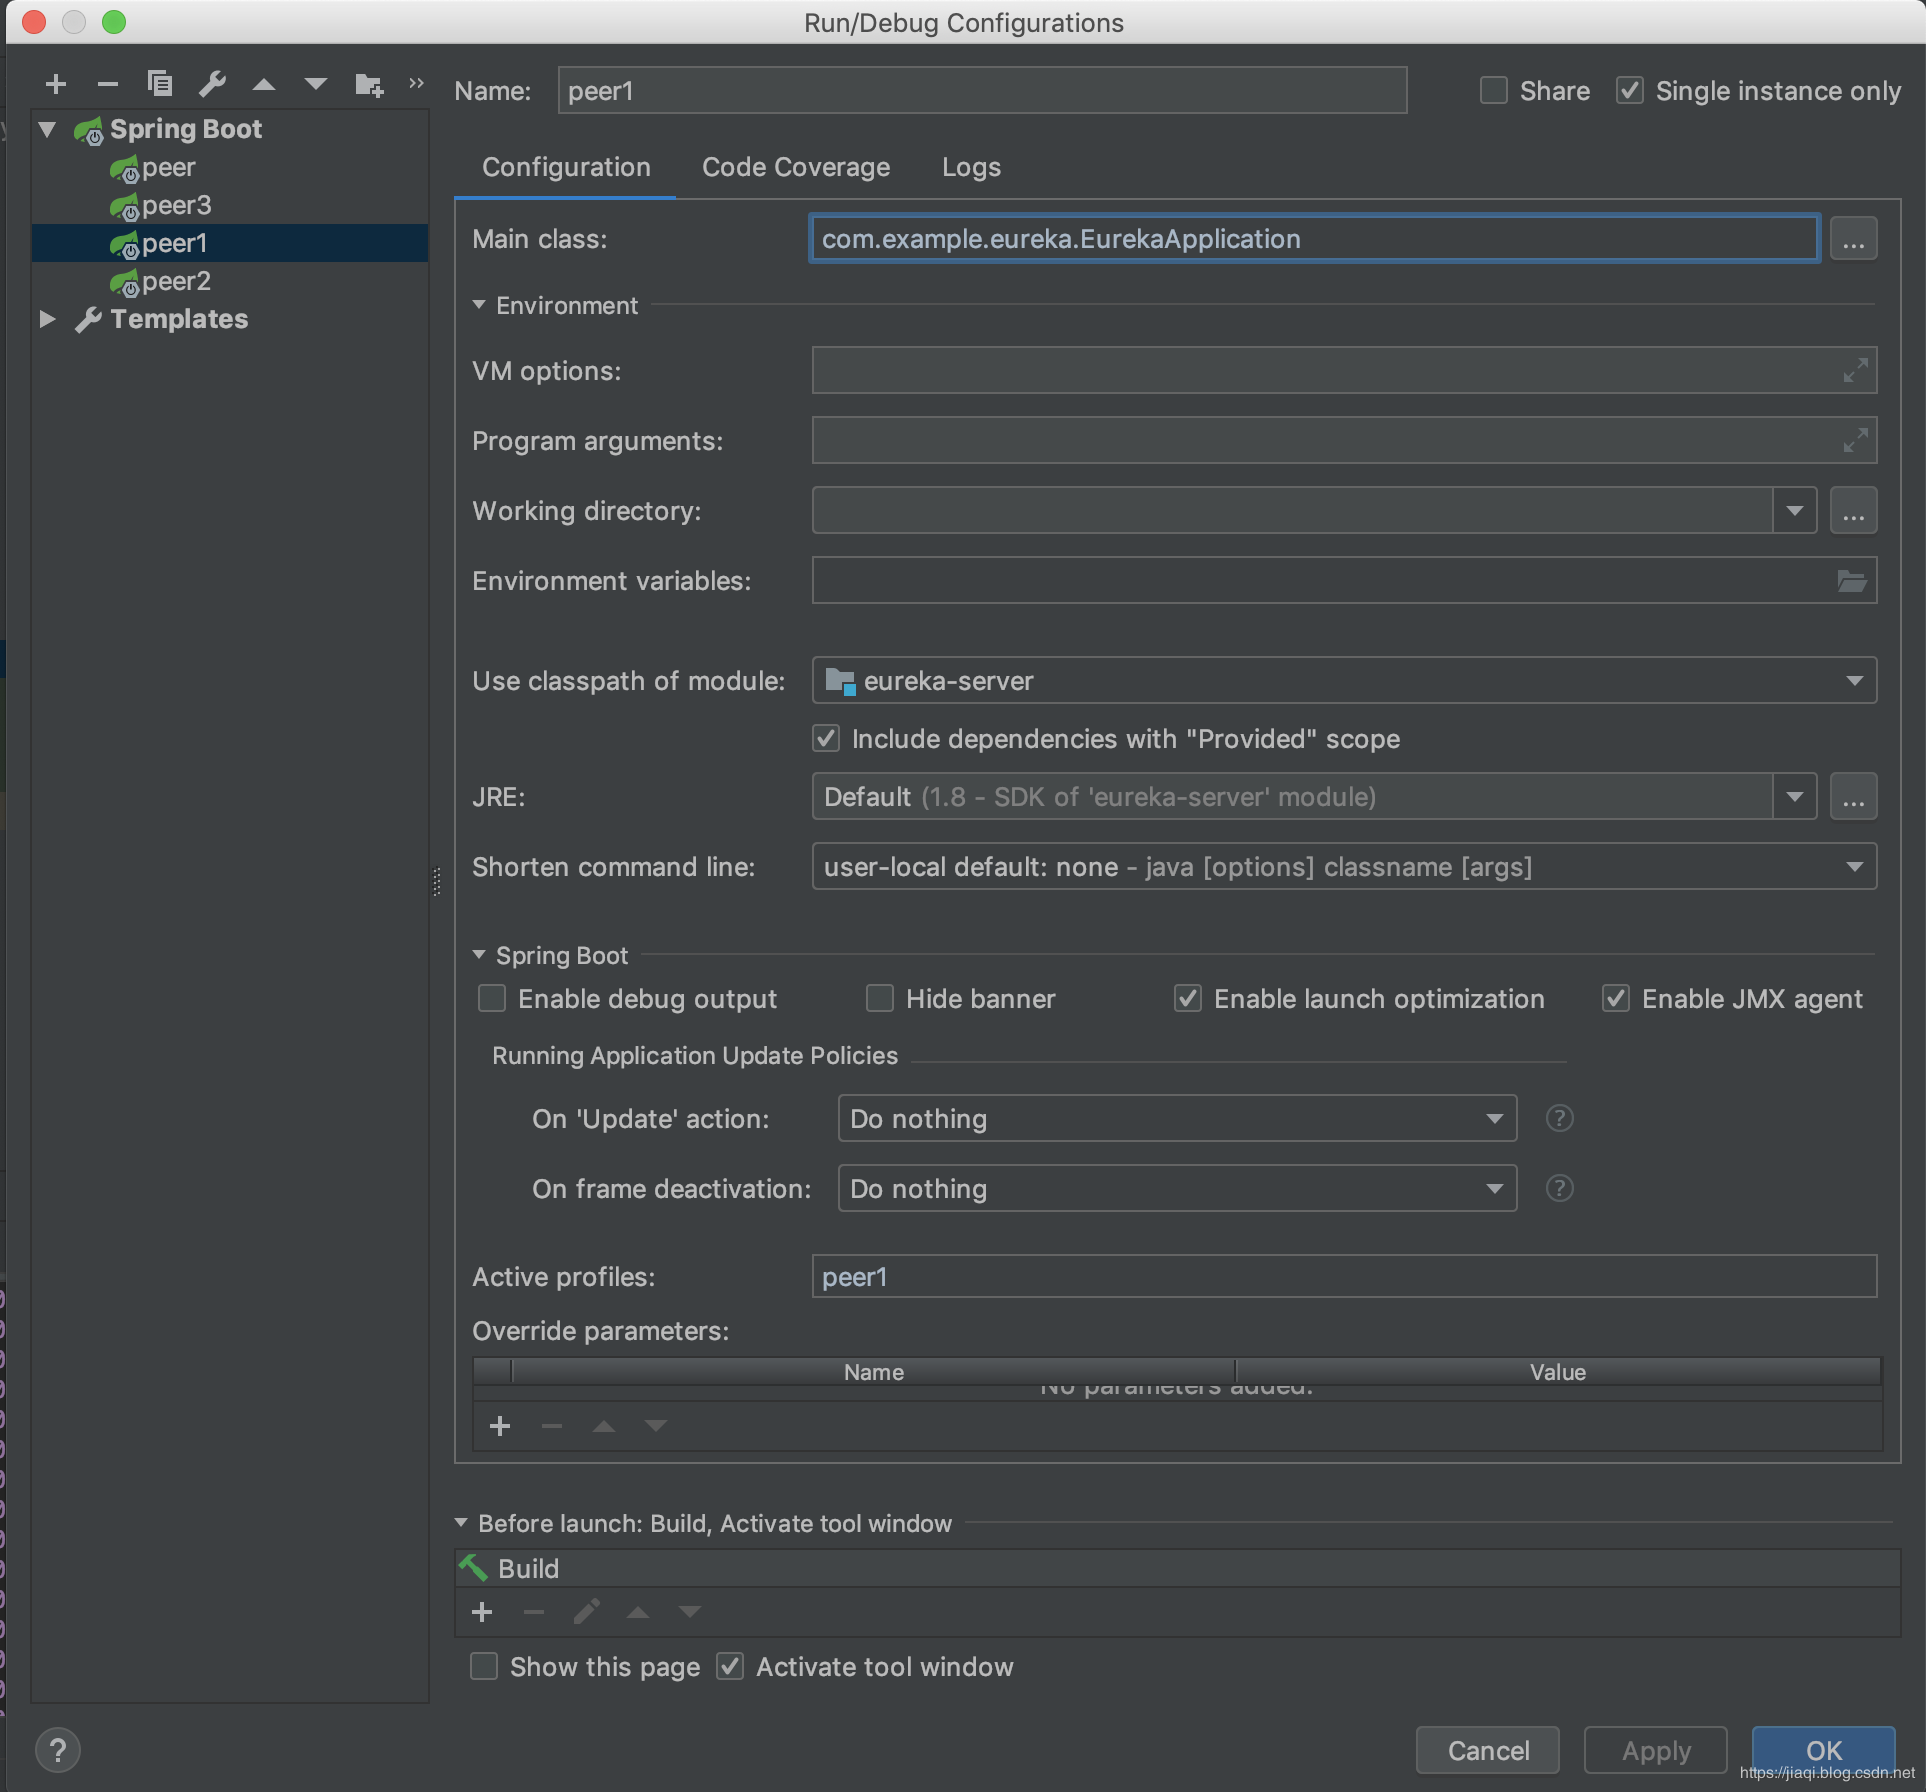 Run/Debug Configurations
Name: peer1 Share Single instance only
Spring Boot
peer
peer3
peer1
peer2
Templates
Configuration Code Coverage Logs
Main class: com.example.eureka.EurekaApplication ...
Environment
VM options:
Program arguments:
Working directory: ...
Environment variables:
Use classpath of module: eureka-server
Include dependencies with "Provided" scope
JRE: Default (1.8 - SDK of 'eureka-server' module) ...
Shorten command line: user-local default: none - java [options] classname [args]
Spring Boot
Enable debug output Hide banner Enable launch optimization Enable JMX agent
Running Application Update Policies
On 'Update' action: Do nothing ?
On frame deactivation: Do nothing ?
Active profiles: peer1
Override parameters:
Name Value
No parameters added.
Before launch: Build, Activate tool window
Build
Show this page Activate tool window
? Cancel Apply OK
https://jiaqi.blog.csdn.net